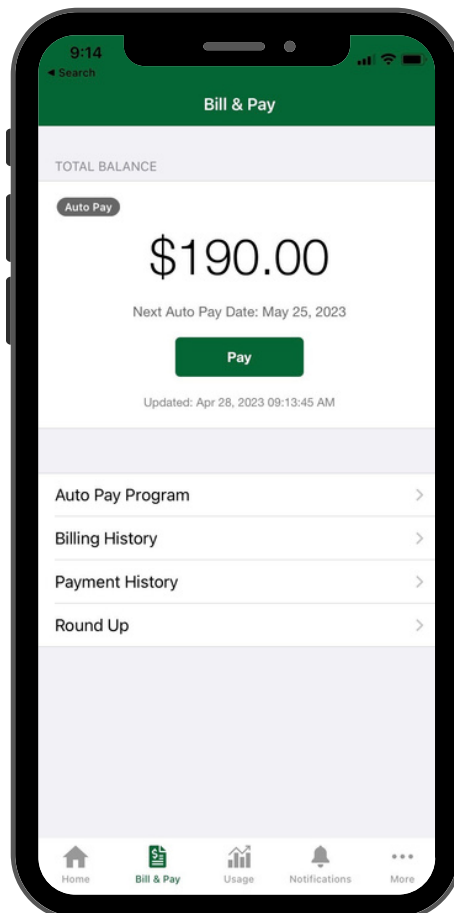 9:14
◀ Search
Bill & Pay
TOTAL BALANCE
Auto Pay
$190.00
Next Auto Pay Date: May 25, 2023
Pay
Updated: Apr 28, 2023 09:13:45 AM
Auto Pay Program
Billing History
Payment History
Round Up
Home Bill & Pay Usage Notifications More